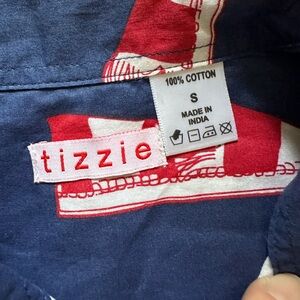 100% COTTON
S
MADE IN
INDIA
tizzie